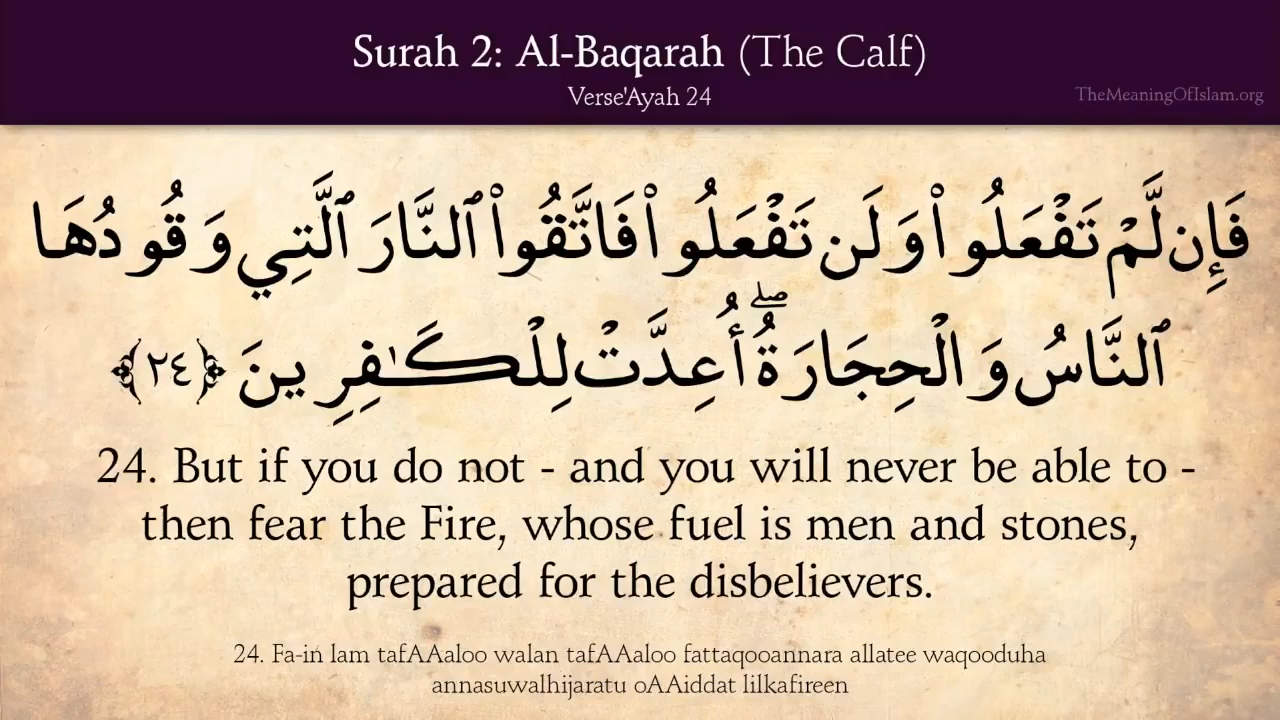 Surah 2: Al-Baqarah (The Calf)
Verse'Ayah 24
TheMeaningOfIslam.org
فَإِن لَّمْ تَفْعَلُوا۟ وَلَن تَفْعَلُوا۟ فَاتَّقُوا۟ ٱلنَّارَ ٱلَّتِي وَقُودُهَا
ٱلنَّاسُ وَالْحِجَارَةُ ۖ أُعِدَّتْ لِلْكَـٰفِرِينَ ﴿٢٤﴾
24. But if you do not - and you will never be able to -
then fear the Fire, whose fuel is men and stones,
prepared for the disbelievers.
24. Fa-in lam tafAAaloo walan tafAAaloo fattaqooannara allatee waqooduha
annasuwalhijaratu oAAiddat lilkafireen